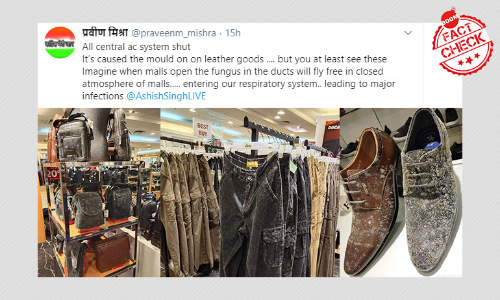 प्रवीण मिश्रा @praveenm_mishra · 15h
All central ac system shut
It's caused the mould on on leather goods .... but you at least see these
Imagine when malls open the fungus in the ducts will fly free in closed
atmosphere of malls..... entering our respiratory system.. leading to major
infections @AshishSinghLIVE
BOOM
FACT
CHECK
BEST
BUY